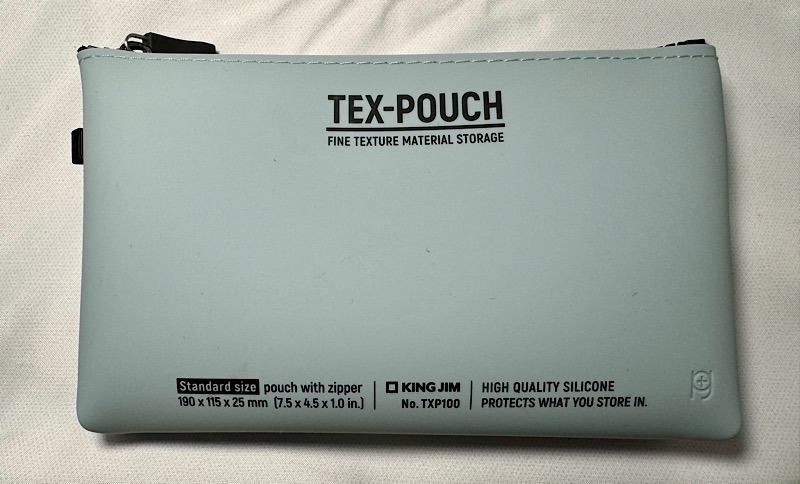 TEX-POUCH
FINE TEXTURE MATERIAL STORAGE
Standard size pouch with zipper
190 x 115 x 25 mm (7.5 x 4.5 x 1.0 in.)
KING JIM
No. TXP100
HIGH QUALITY SILICONE
PROTECTS WHAT YOU STORE IN.